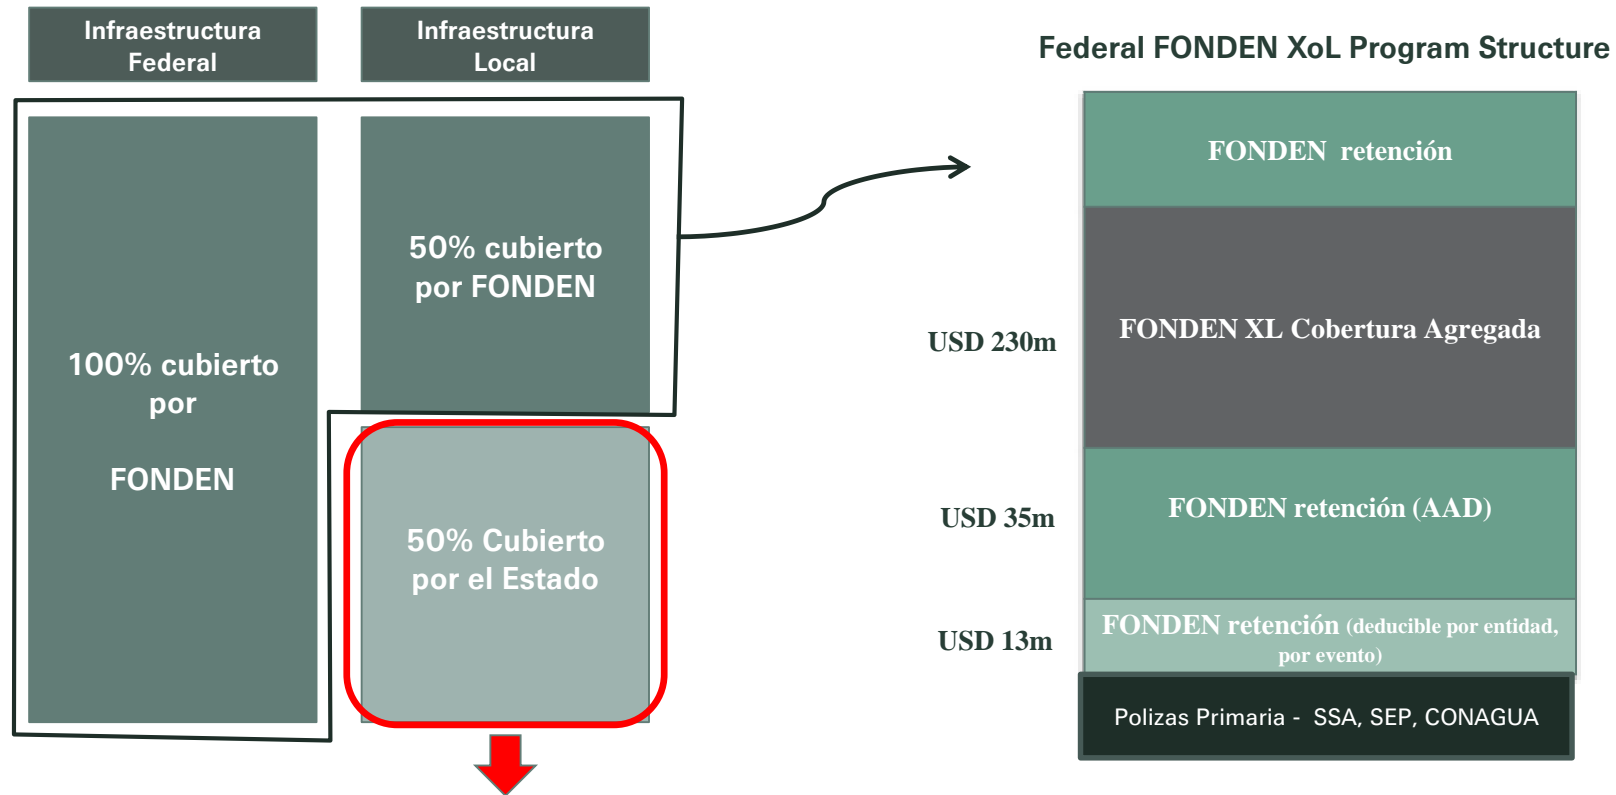 Infraestructura
Federal
Infraestructura
Local
100% cubierto
por
FONDEN
50% cubierto
por FONDEN
50% Cubierto
por el Estado
Federal FONDEN XoL Program Structure
FONDEN retención
USD 230m
FONDEN XL Cobertura Agregada
USD 35m
FONDEN retención (AAD)
USD 13m
FONDEN retención (deducible por entidad,
por evento)
Polizas Primaria - SSA, SEP, CONAGUA